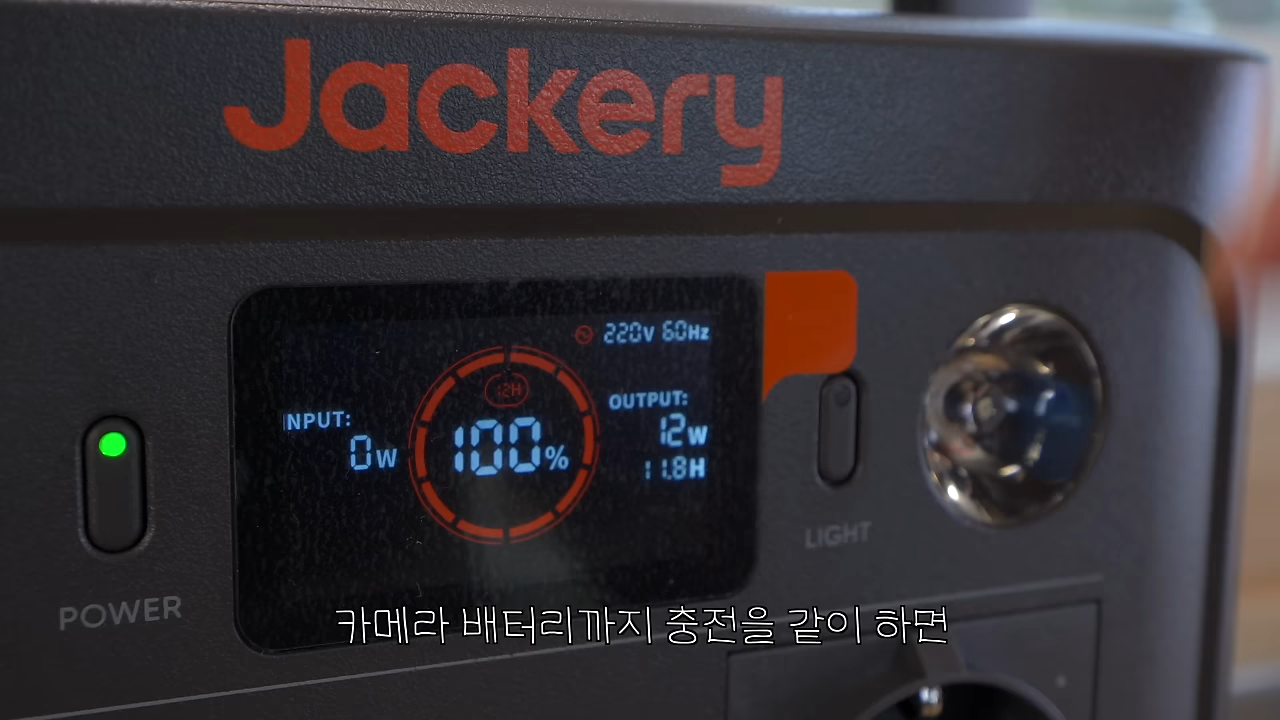 Jackery
220V 60Hz
12H
INPUT:
0W
100%
OUTPUT:
12W
11.8H
LIGHT
POWER
카메라 배터리까지 충전을 같이 하면